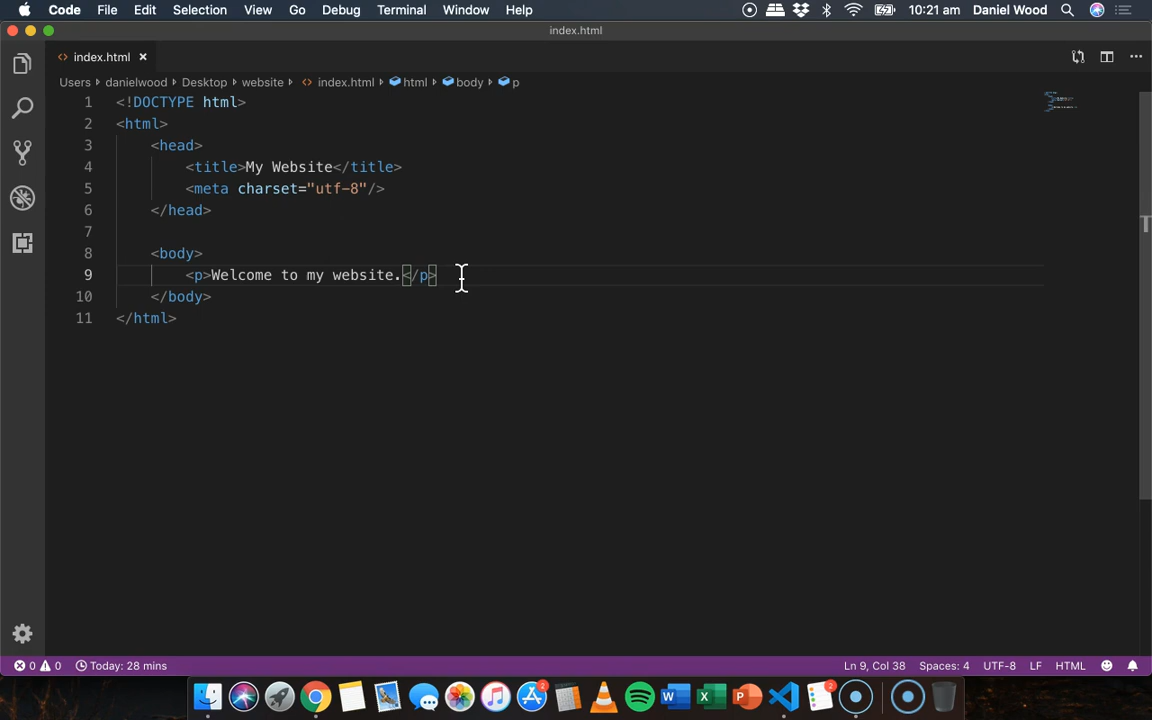 Code File Edit Selection View Go Debug Terminal Window Help 10:21 am Daniel Wood
index.html
<> index.html ×
Users danielwood Desktop website <> index.html html body p
1 <!DOCTYPE html>
2 <html>
3 <head>
4 <title>My Website</title>
5 <meta charset="utf-8"/>
6 </head>
7
8 <body>
9 <p>Welcome to my website.</p>
10 </body>
11 </html>
0 0 Today: 28 mins Ln 9, Col 38 Spaces: 4 UTF-8 LF HTML
2 W X P 2